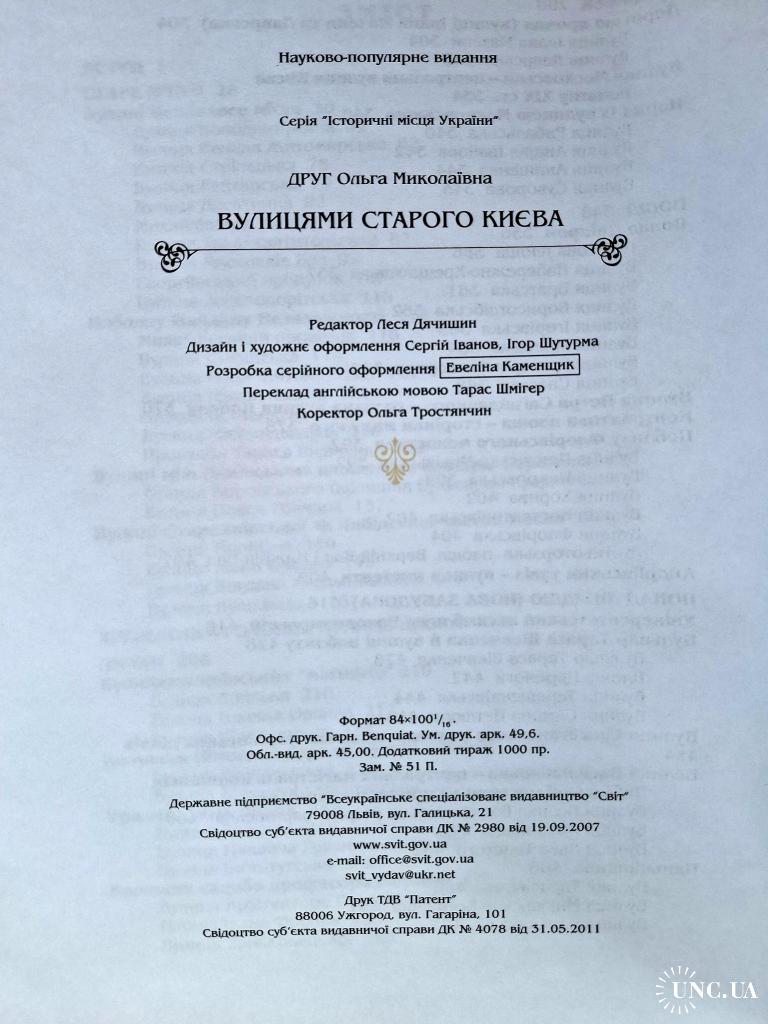 Науково-популярне видання
Серія "Історичні місця України"
ДРУГ Ольга Миколаївна
ВУЛИЦЯМИ СТАРОГО КИЄВА
Редактор Леся Дячишин
Дизайн і художнє оформлення Сергій Іванов, Ігор Шутурма
Розробка серійного оформлення Евеліна Каменщик
Переклад англійською мовою Тарас Шмігер
Коректор Ольга Тростянчин
Формат 84×100 1/16.
Офс. друк. Гарн. Benquiat. Ум. друк. арк. 49,6.
Обл.-вид. арк. 45,00. Додатковий тираж 1000 пр.
Зам. № 51 П.
Державне підприємство "Всеукраїнське спеціалізоване видавництво "Світ"
79008 Львів, вул. Галицька, 21
Свідоцтво суб'єкта видавничої справи ДК № 2980 від 19.09.2007
www.svit.gov.ua
e-mail: office@svit.gov.ua
svit_vydav@ukr.net
Друк ТДВ "Патент"
88006 Ужгород, вул. Гагаріна, 101
Свідоцтво суб'єкта видавничої справи ДК № 4078 від 31.05.2011
UNC.UA